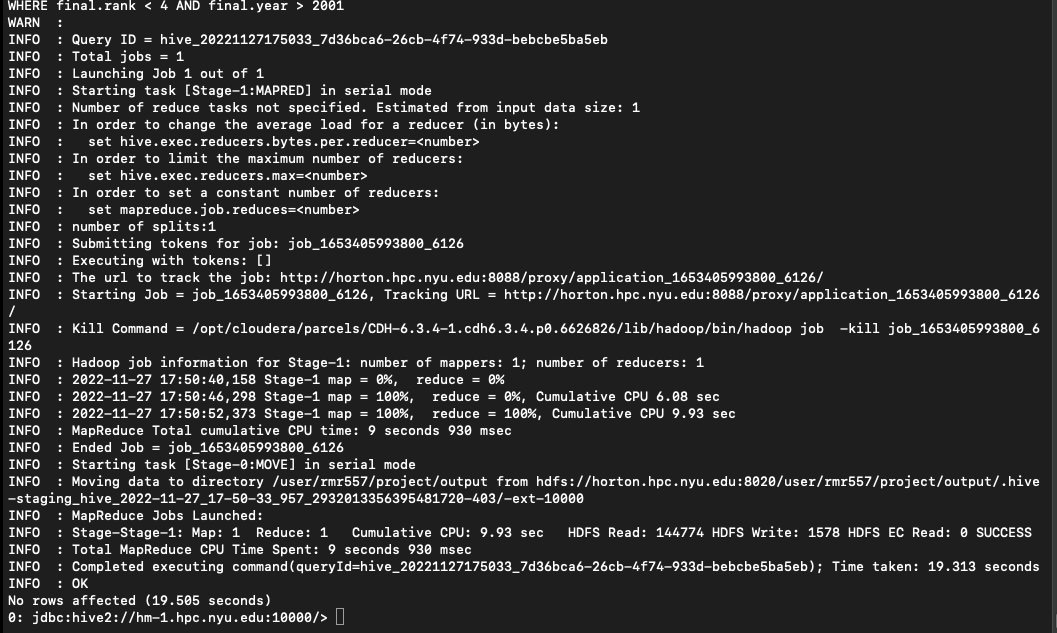 WHERE final.rank < 4 AND final.year > 2001
WARN  :
INFO  : Query ID = hive_20221127175033_7d36bca6-26cb-4f74-933d-bebcbe5ba5eb
INFO  : Total jobs = 1
INFO  : Launching Job 1 out of 1
INFO  : Starting task [Stage-1:MAPRED] in serial mode
INFO  : Number of reduce tasks not specified. Estimated from input data size: 1
INFO  : In order to change the average load for a reducer (in bytes):
INFO  :   set hive.exec.reducers.bytes.per.reducer=<number>
INFO  : In order to limit the maximum number of reducers:
INFO  :   set hive.exec.reducers.max=<number>
INFO  : In order to set a constant number of reducers:
INFO  :   set mapreduce.job.reduces=<number>
INFO  : number of splits:1
INFO  : Submitting tokens for job: job_1653405993800_6126
INFO  : Executing with tokens: []
INFO  : The url to track the job: http://horton.hpc.nyu.edu:8088/proxy/application_1653405993800_6126/
INFO  : Starting Job = job_1653405993800_6126, Tracking URL = http://horton.hpc.nyu.edu:8088/proxy/application_1653405993800_6126
/
INFO  : Kill Command = /opt/cloudera/parcels/CDH-6.3.4-1.cdh6.3.4.p0.6626826/lib/hadoop/bin/hadoop job  -kill job_1653405993800_6
126
INFO  : Hadoop job information for Stage-1: number of mappers: 1; number of reducers: 1
INFO  : 2022-11-27 17:50:40,158 Stage-1 map = 0%,  reduce = 0%
INFO  : 2022-11-27 17:50:46,298 Stage-1 map = 100%,  reduce = 0%, Cumulative CPU 6.08 sec
INFO  : 2022-11-27 17:50:52,373 Stage-1 map = 100%,  reduce = 100%, Cumulative CPU 9.93 sec
INFO  : MapReduce Total cumulative CPU time: 9 seconds 930 msec
INFO  : Ended Job = job_1653405993800_6126
INFO  : Starting task [Stage-0:MOVE] in serial mode
INFO  : Moving data to directory /user/rmr557/project/output from hdfs://horton.hpc.nyu.edu:8020/user/rmr557/project/output/.hive
-staging_hive_2022-11-27_17-50-33_957_2932013356395481720-403/-ext-10000
INFO  : MapReduce Jobs Launched:
INFO  : Stage-Stage-1: Map: 1  Reduce: 1   Cumulative CPU: 9.93 sec   HDFS Read: 144774 HDFS Write: 1578 HDFS EC Read: 0 SUCCESS
INFO  : Total MapReduce CPU Time Spent: 9 seconds 930 msec
INFO  : Completed executing command(queryId=hive_20221127175033_7d36bca6-26cb-4f74-933d-bebcbe5ba5eb); Time taken: 19.313 seconds
INFO  : OK
No rows affected (19.505 seconds)
0: jdbc:hive2://hm-1.hpc.nyu.edu:10000/>